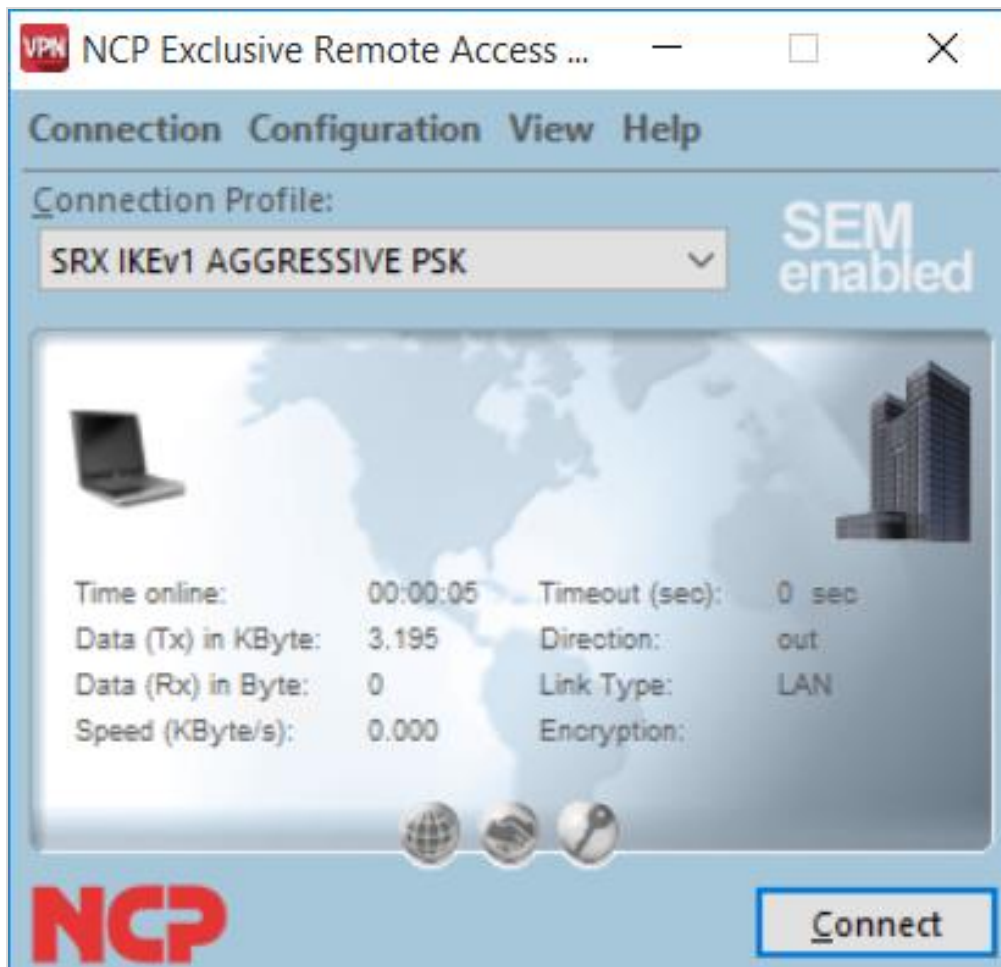 VPN NCP Exclusive Remote Access ...
Connection Configuration View Help
Connection Profile:
SRX IKEv1 AGGRESSIVE PSK
SEM
enabled
Time online: 00:00:05 Timeout (sec): 0 sec
Data (Tx) in KByte: 3,195 Direction: out
Data (Rx) in Byte: 0 Link Type: LAN
Speed (KByte/s): 0.000 Encryption:
NCP
Connect